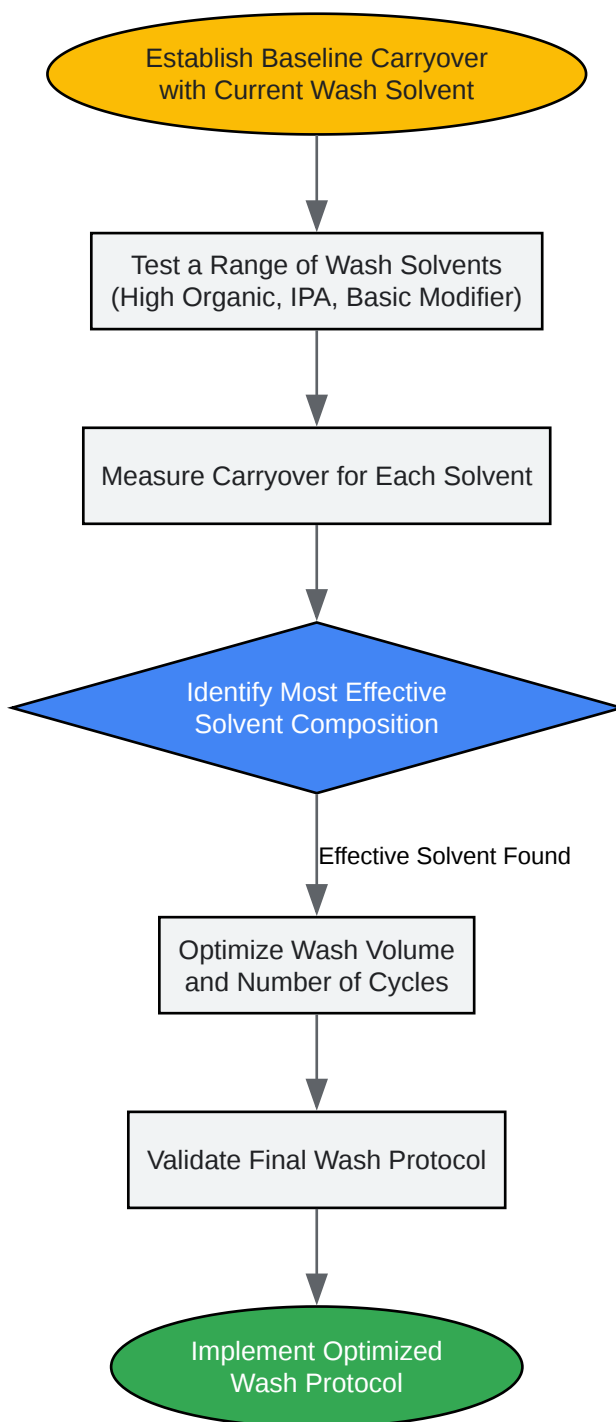 Establish Baseline Carryover
with Current Wash Solvent
Test a Range of Wash Solvents
(High Organic, IPA, Basic Modifier)
Measure Carryover for Each Solvent
Identify Most Effective
Solvent Composition
Effective Solvent Found
Optimize Wash Volume
and Number of Cycles
Validate Final Wash Protocol
Implement Optimized
Wash Protocol